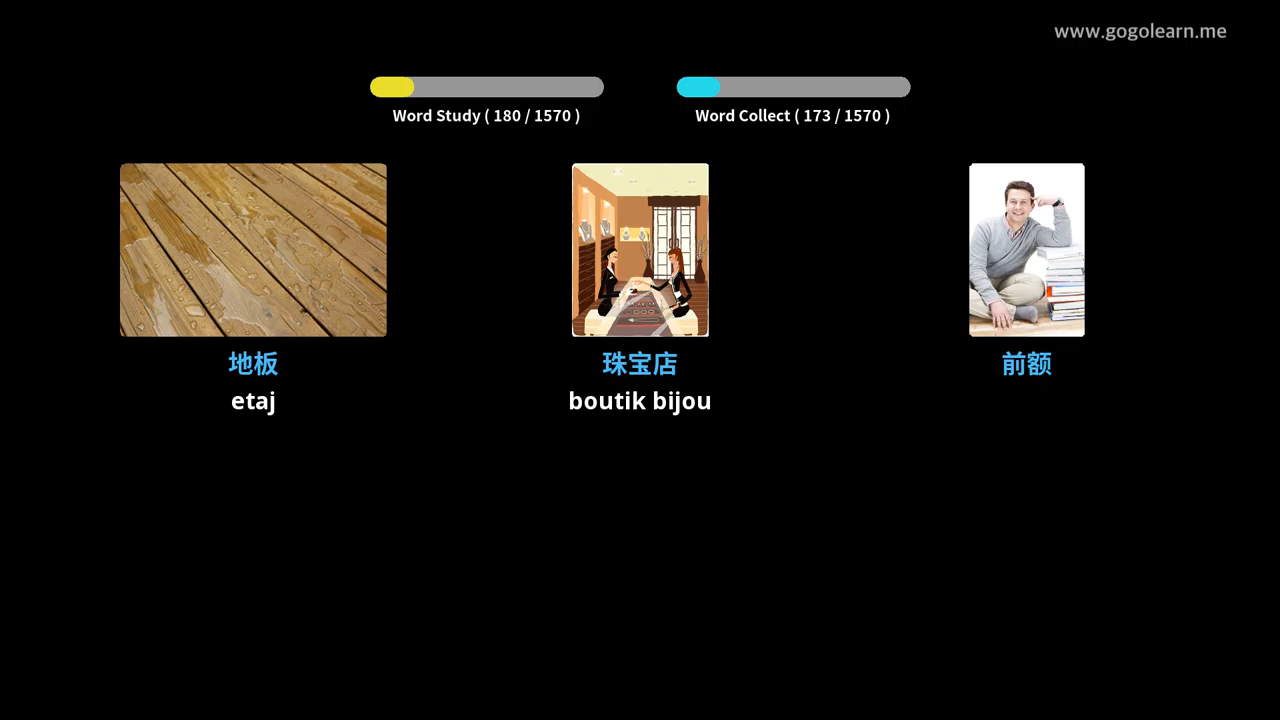 www.gogolearn.me
Word Study ( 180 / 1570 )
Word Collect ( 173 / 1570 )
地板
珠宝店
前额
etaj
boutik bijou